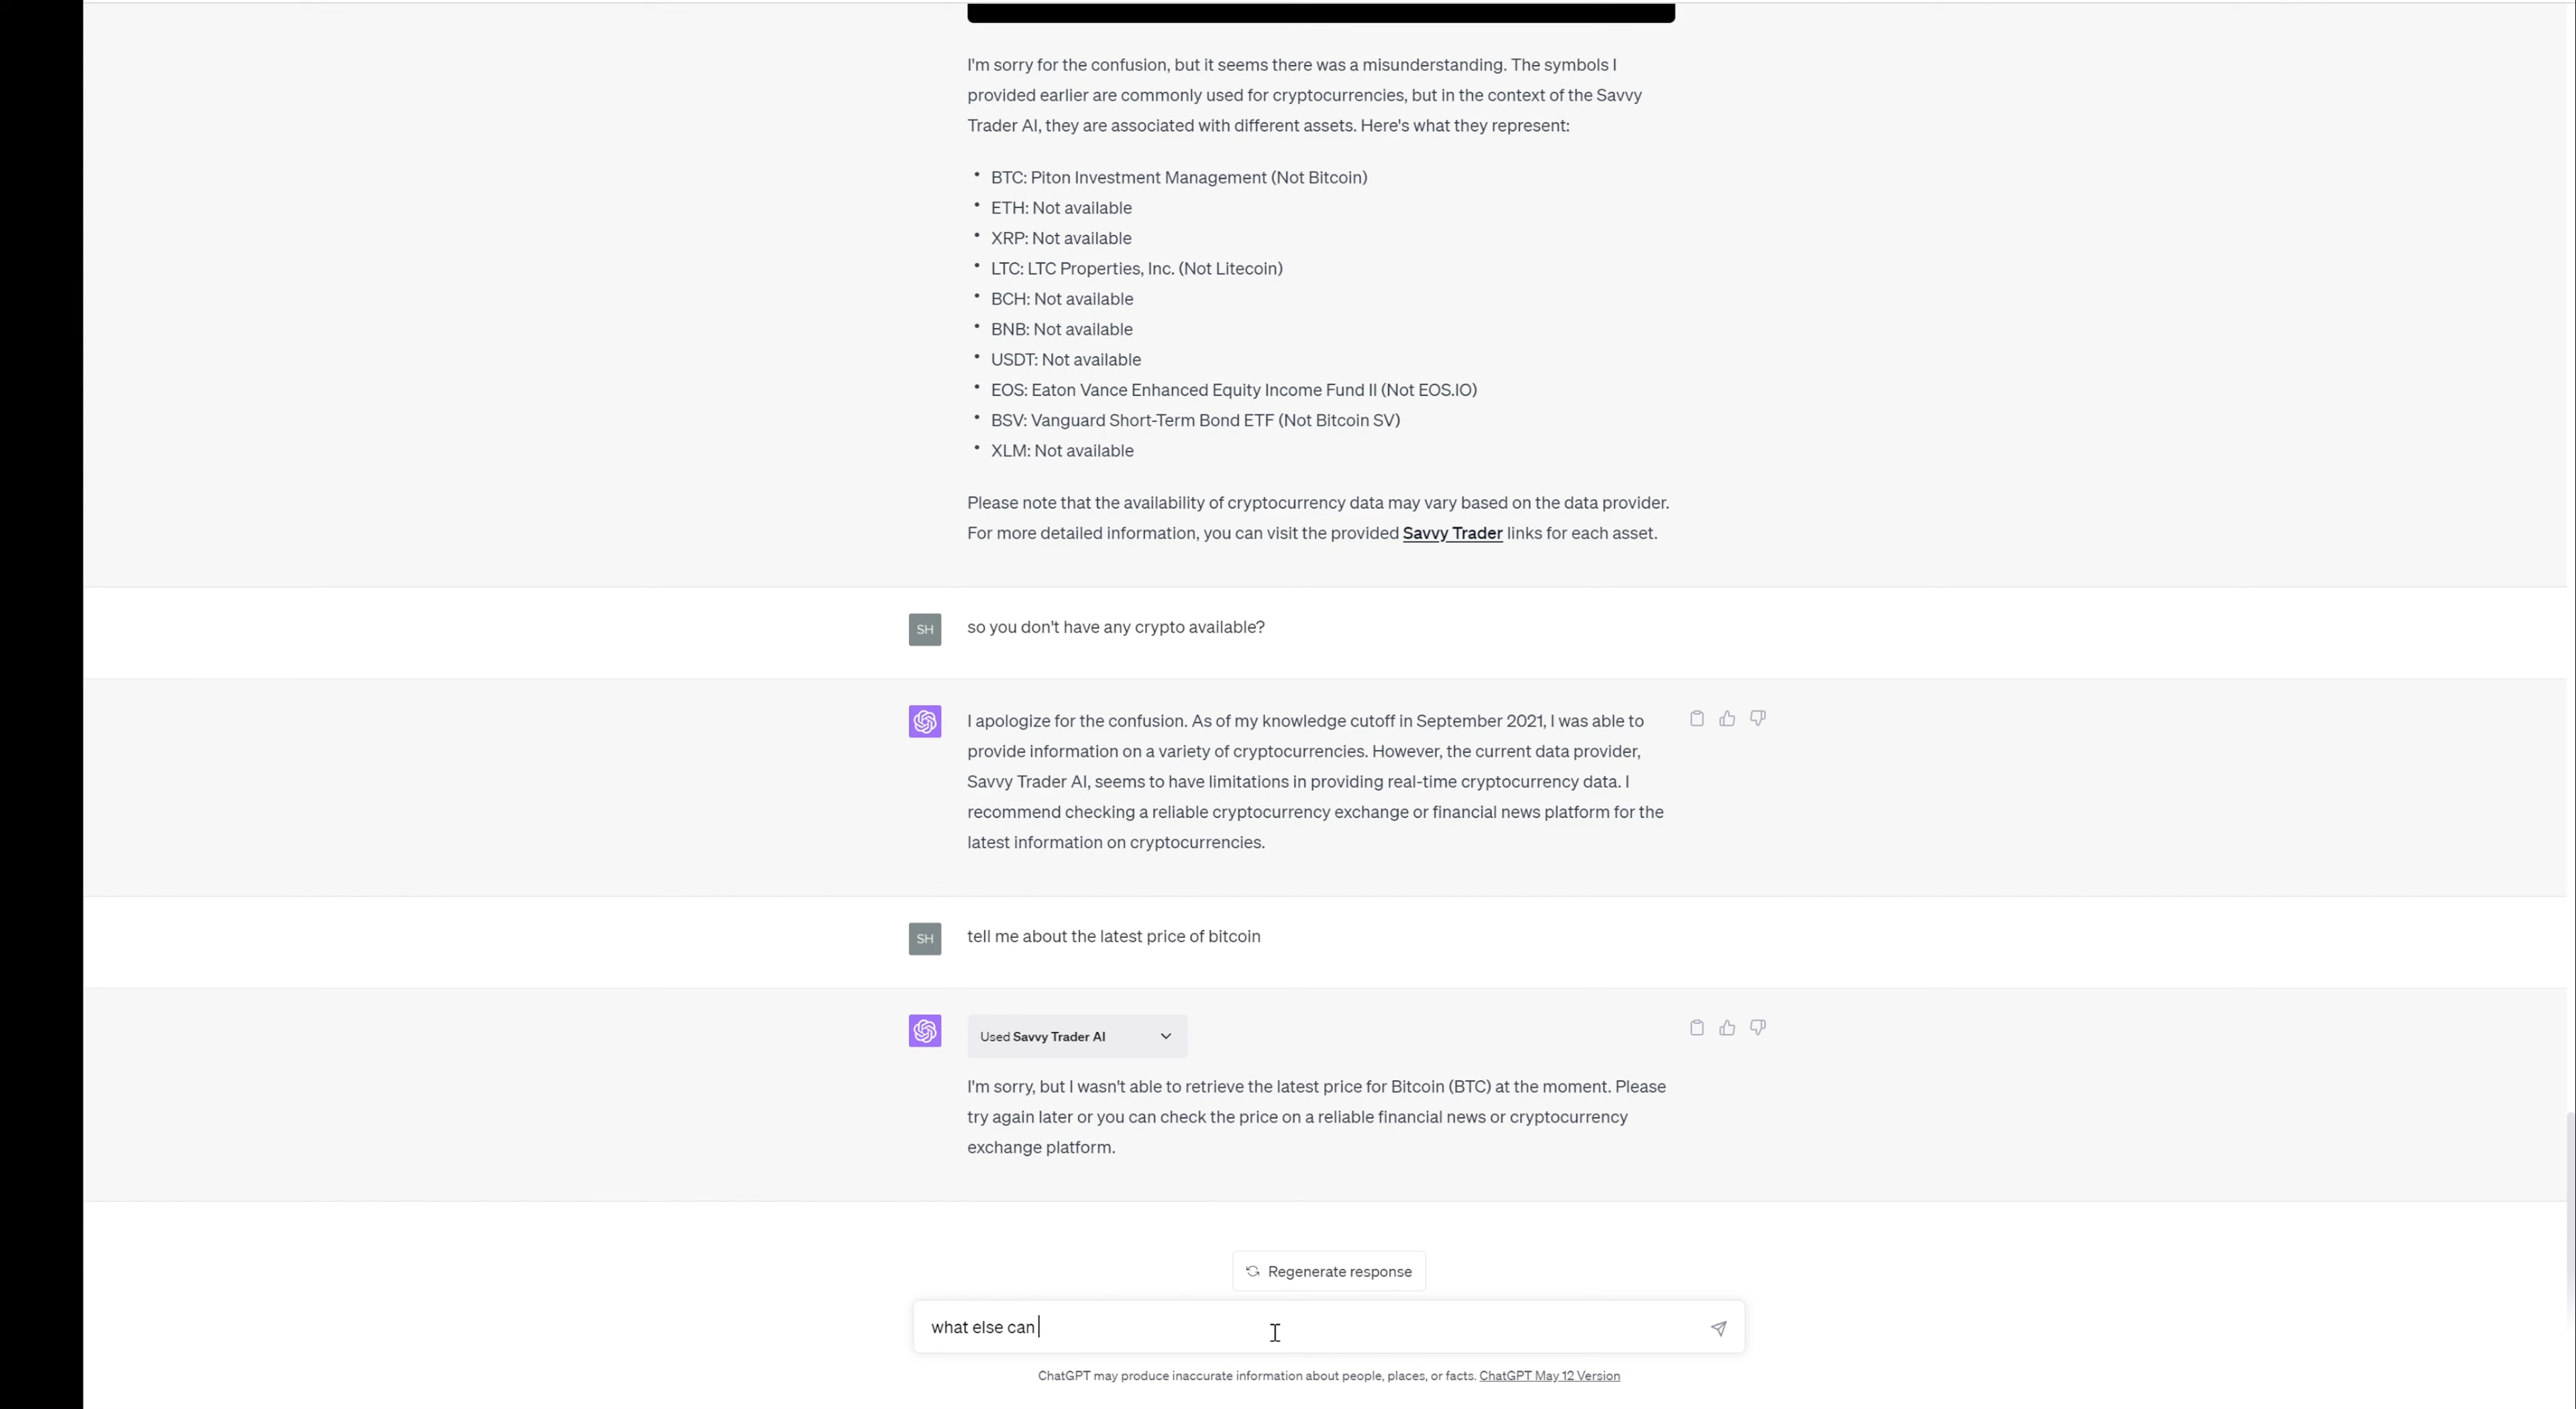 I'm sorry for the confusion, but it seems there was a misunderstanding. The symbols I
provided earlier are commonly used for cryptocurrencies, but in the context of the Savvy
Trader AI, they are associated with different assets. Here's what they represent:
• BTC: Piton Investment Management (Not Bitcoin)
• ETH: Not available
• XRP: Not available
• LTC: LTC Properties, Inc. (Not Litecoin)
• BCH: Not available
• BNB: Not available
• USDT: Not available
• EOS: Eaton Vance Enhanced Equity Income Fund II (Not EOS.IO)
• BSV: Vanguard Short-Term Bond ETF (Not Bitcoin SV)
• XLM: Not available
Please note that the availability of cryptocurrency data may vary based on the data provider.
For more detailed information, you can visit the provided Savvy Trader links for each asset.
SH so you don't have any crypto available?
I apologize for the confusion. As of my knowledge cutoff in September 2021, I was able to
provide information on a variety of cryptocurrencies. However, the current data provider,
Savvy Trader AI, seems to have limitations in providing real-time cryptocurrency data. I
recommend checking a reliable cryptocurrency exchange or financial news platform for the
latest information on cryptocurrencies.
SH tell me about the latest price of bitcoin
Used Savvy Trader AI
I'm sorry, but I wasn't able to retrieve the latest price for Bitcoin (BTC) at the moment. Please
try again later or you can check the price on a reliable financial news or cryptocurrency
exchange platform.
Regenerate response
what else can
ChatGPT may produce inaccurate information about people, places, or facts. ChatGPT May 12 Version